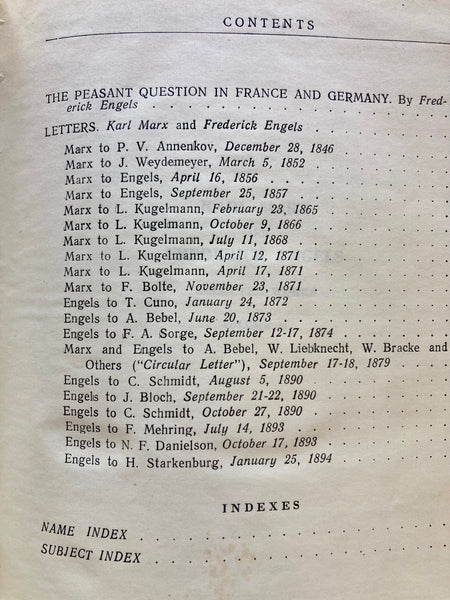 CONTENTS
THE PEASANT QUESTION IN FRANCE AND GERMANY. By Fred-
erick Engels . . . . . . . . . . . . . .
LETTERS. Karl Marx and Frederick Engels . . . . . . .
Marx to P. V. Annenkov, December 28, 1846 . . . . . . .
Marx to J. Weydemeyer, March 5, 1852 . . . . . . . .
Marx to Engels, April 16, 1856 . . . . . . . . . .
Marx to Engels, September 25, 1857 . . . . . . . . .
Marx to L. Kugelmann, February 23, 1865 . . . . . . .
Marx to L. Kugelmann, October 9, 1866 . . . . . . . .
Marx to L. Kugelmann, July 11, 1868 . . . . . . . .
Marx to L. Kugelmann, April 12, 1871 . . . . . . . .
Marx to L. Kugelmann, April 17, 1871 . . . . . . . .
Marx to F. Bolte, November 23, 1871 . . . . . . . .
Engels to T. Cuno, January 24, 1872 . . . . . . . .
Engels to A. Bebel, June 20, 1873 . . . . . . . . .
Engels to F. A. Sorge, September 12-17, 1874 . . . . . .
Marx and Engels to A. Bebel, W. Liebknecht, W. Bracke and
Others ("Circular Letter"), September 17-18, 1879 . . . .
Engels to C. Schmidt, August 5, 1890 . . . . . . . .
Engels to J. Bloch, September 21-22, 1890 . . . . . . .
Engels to C. Schmidt, October 27, 1890 . . . . . . . .
Engels to F. Mehring, July 14, 1893 . . . . . . . .
Engels to N. F. Danielson, October 17, 1893 . . . . . .
Engels to H. Starkenburg, January 25, 1894 . . . . . .
INDEXES
NAME INDEX . . . . . . . . . . . . . .
SUBJECT INDEX . . . . . . . . . . . . .